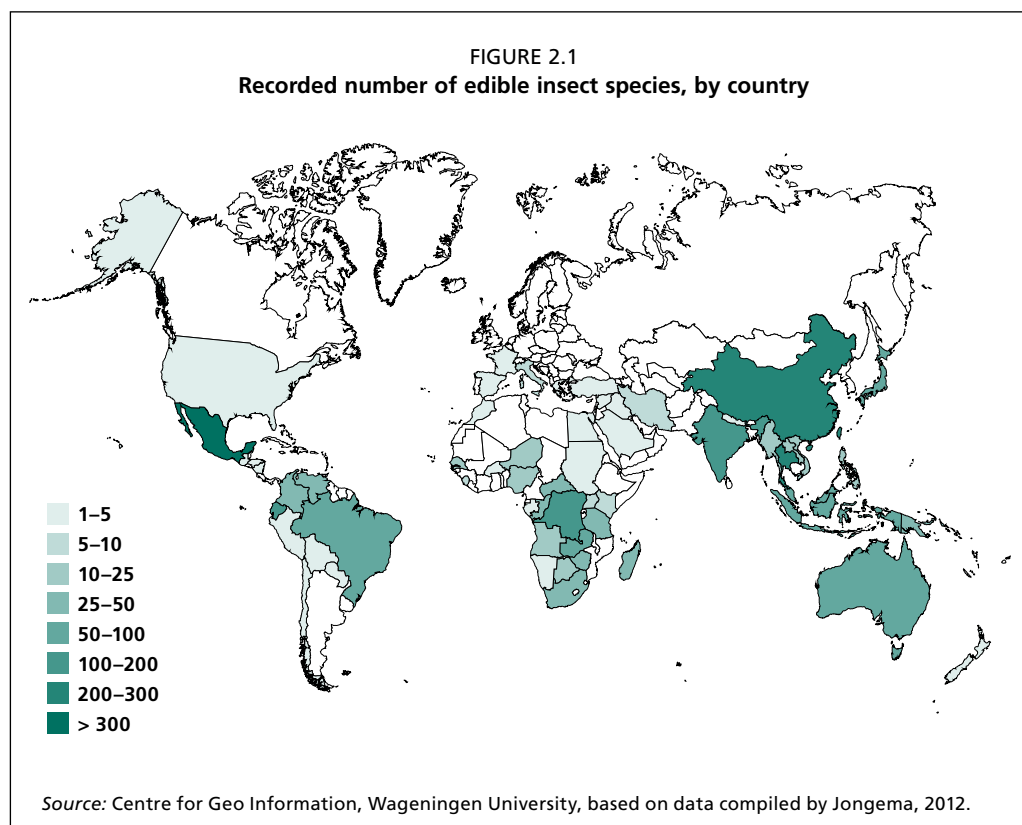 FIGURE 2.1
Recorded number of edible insect species, by country
1–5
5–10
10–25
25–50
50–100
100–200
200–300
> 300
Source: Centre for Geo Information, Wageningen University, based on data compiled by Jongema, 2012.